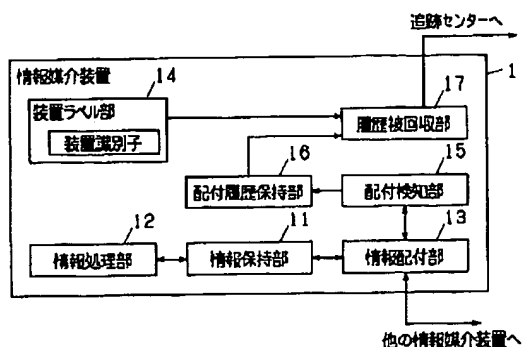 追跡センターへ
情報媒介装置
1
14
17
装置ラベル部
装置識別子
履歴被回収部
16
15
配付履歴保持部
配付検知部
12
11
13
情報処理部
情報保持部
情報配付部
他の情報媒介装置へ